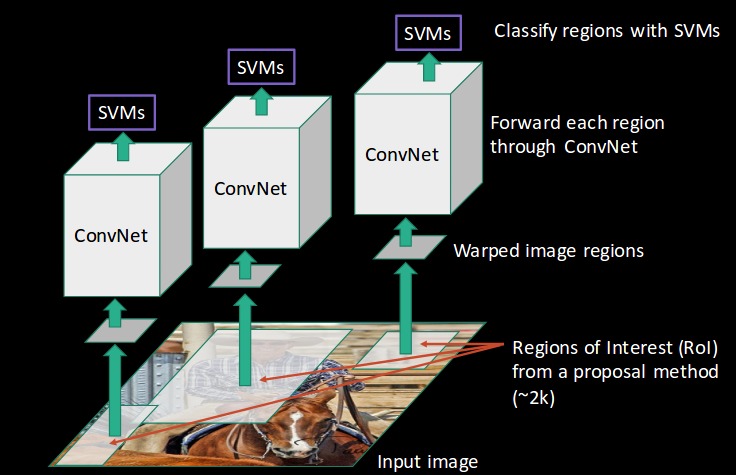 SVMs
Classify regions with SVMs
SVMs
SVMs
ConvNet
Forward each region
through ConvNet
ConvNet
ConvNet
Warped image regions
Regions of Interest (RoI)
from a proposal method
(~2k)
Input image